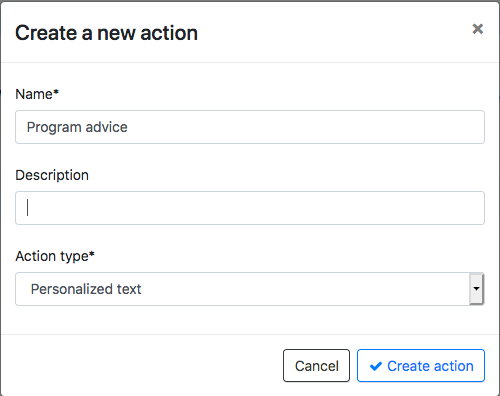 Create a new action
×
Name*
Program advice
Description
Action type*
Personalized text
Cancel
Create action